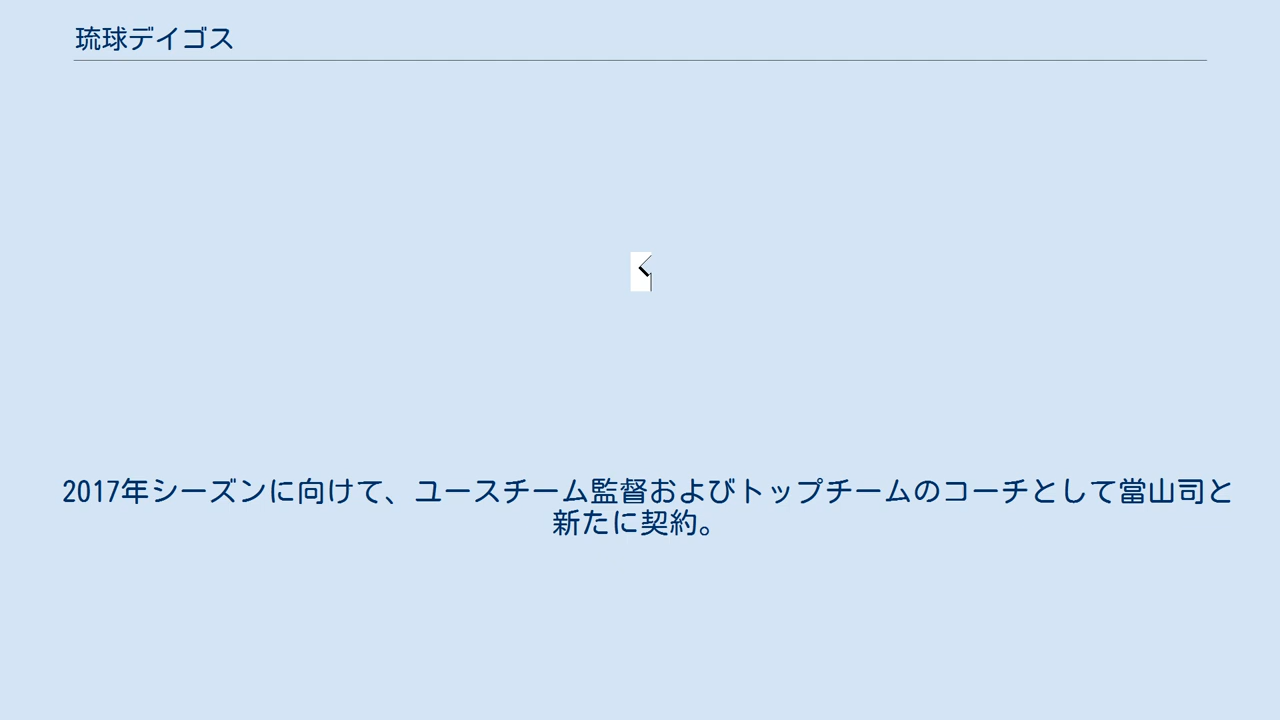 琉球デイゴス
2017年シーズンに向けて、ユースチーム監督およびトップチームのコーチとして當山司と
新たに契約。